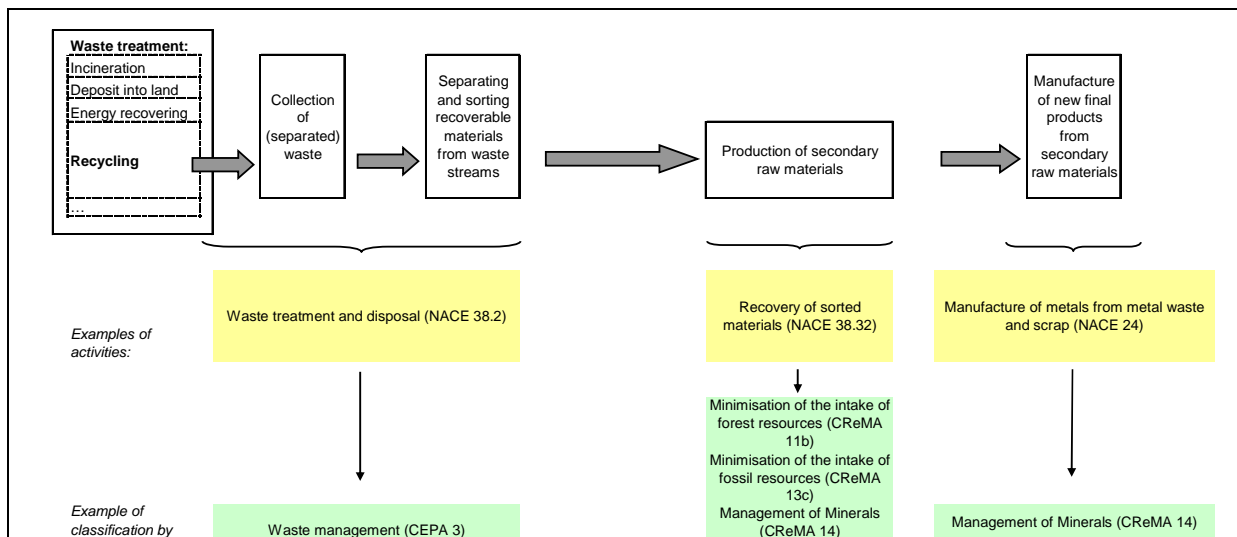 Waste treatment:
Incineration
Deposit into land
Energy recovering
Recycling
...
Collection
of
(separated)
waste
Separating
and sorting
recoverable
materials
from waste
streams
Production of secondary
raw materials
Manufacture
of new final
products
from
secondary
raw materials
Examples of
activities:
Waste treatment and disposal (NACE 38.2)
Recovery of sorted
materials (NACE 38.32)
Manufacture of metals from metal waste
and scrap (NACE 24)
Minimisation of the intake of
forest resources (CReMA
11b)
Minimisation of the intake of
fossil resources (CReMA
13c)
Management of Minerals
(CReMA 14)
Example of
classification by
Waste management (CEPA 3)
Management of Minerals (CReMA 14)